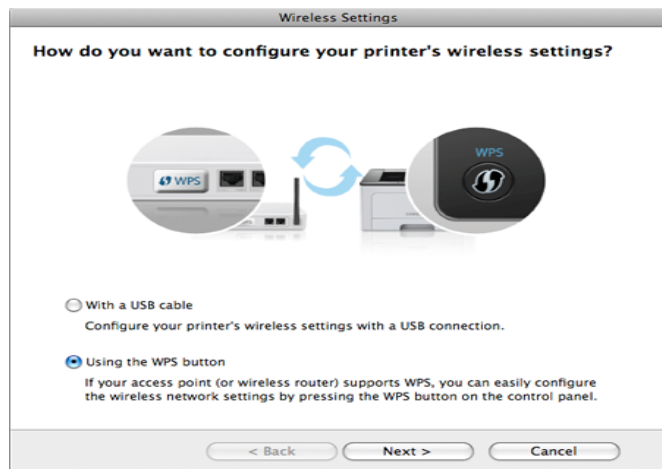 Wireless Settings
How do you want to configure your printer's wireless settings?
WPS
WPS
With a USB cable
Configure your printer's wireless settings with a USB connection.
Using the WPS button
If your access point (or wireless router) supports WPS, you can easily configure
the wireless network settings by pressing the WPS button on the control panel.
< Back
Next >
Cancel